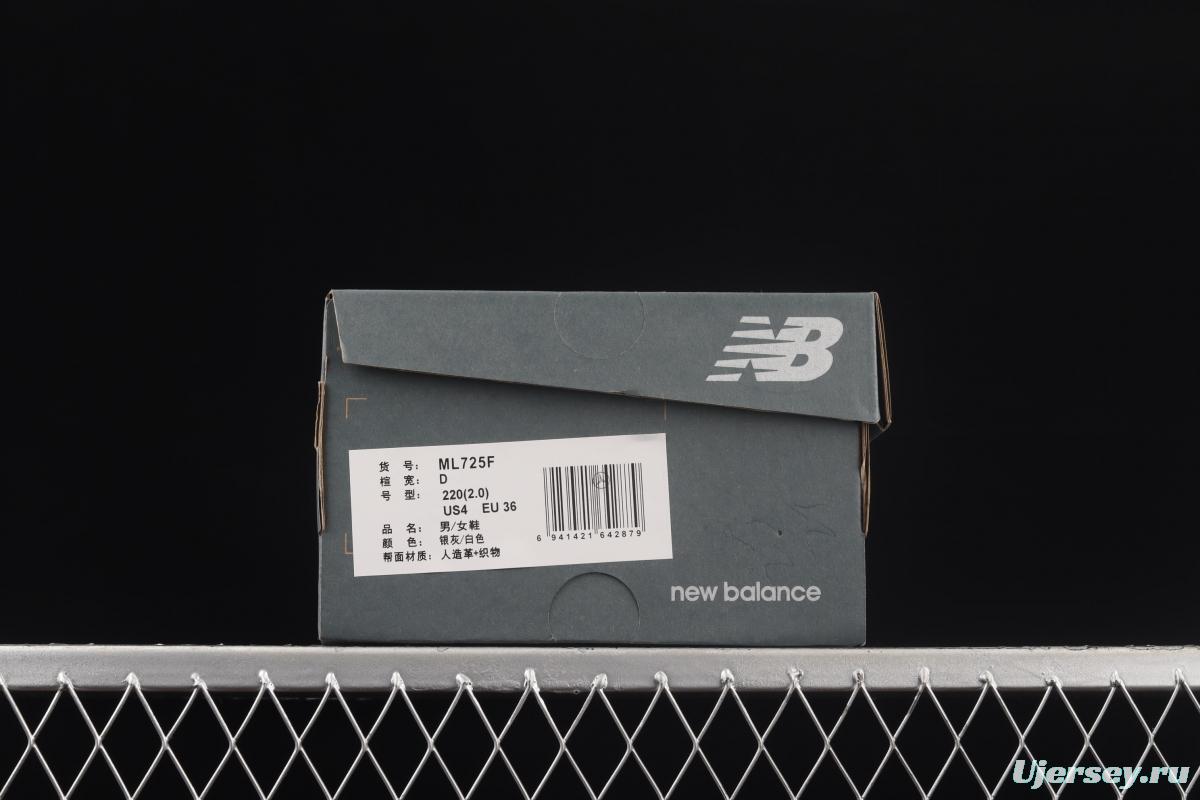 NB
货 号： ML725F
楦 宽： D
号 型： 220(2.0)
US4 EU 36
品 名： 男/女鞋
颜 色： 银灰/白色
帮面材质： 人造革+织物
6 941421 642879
new balance
Ujersey.ru